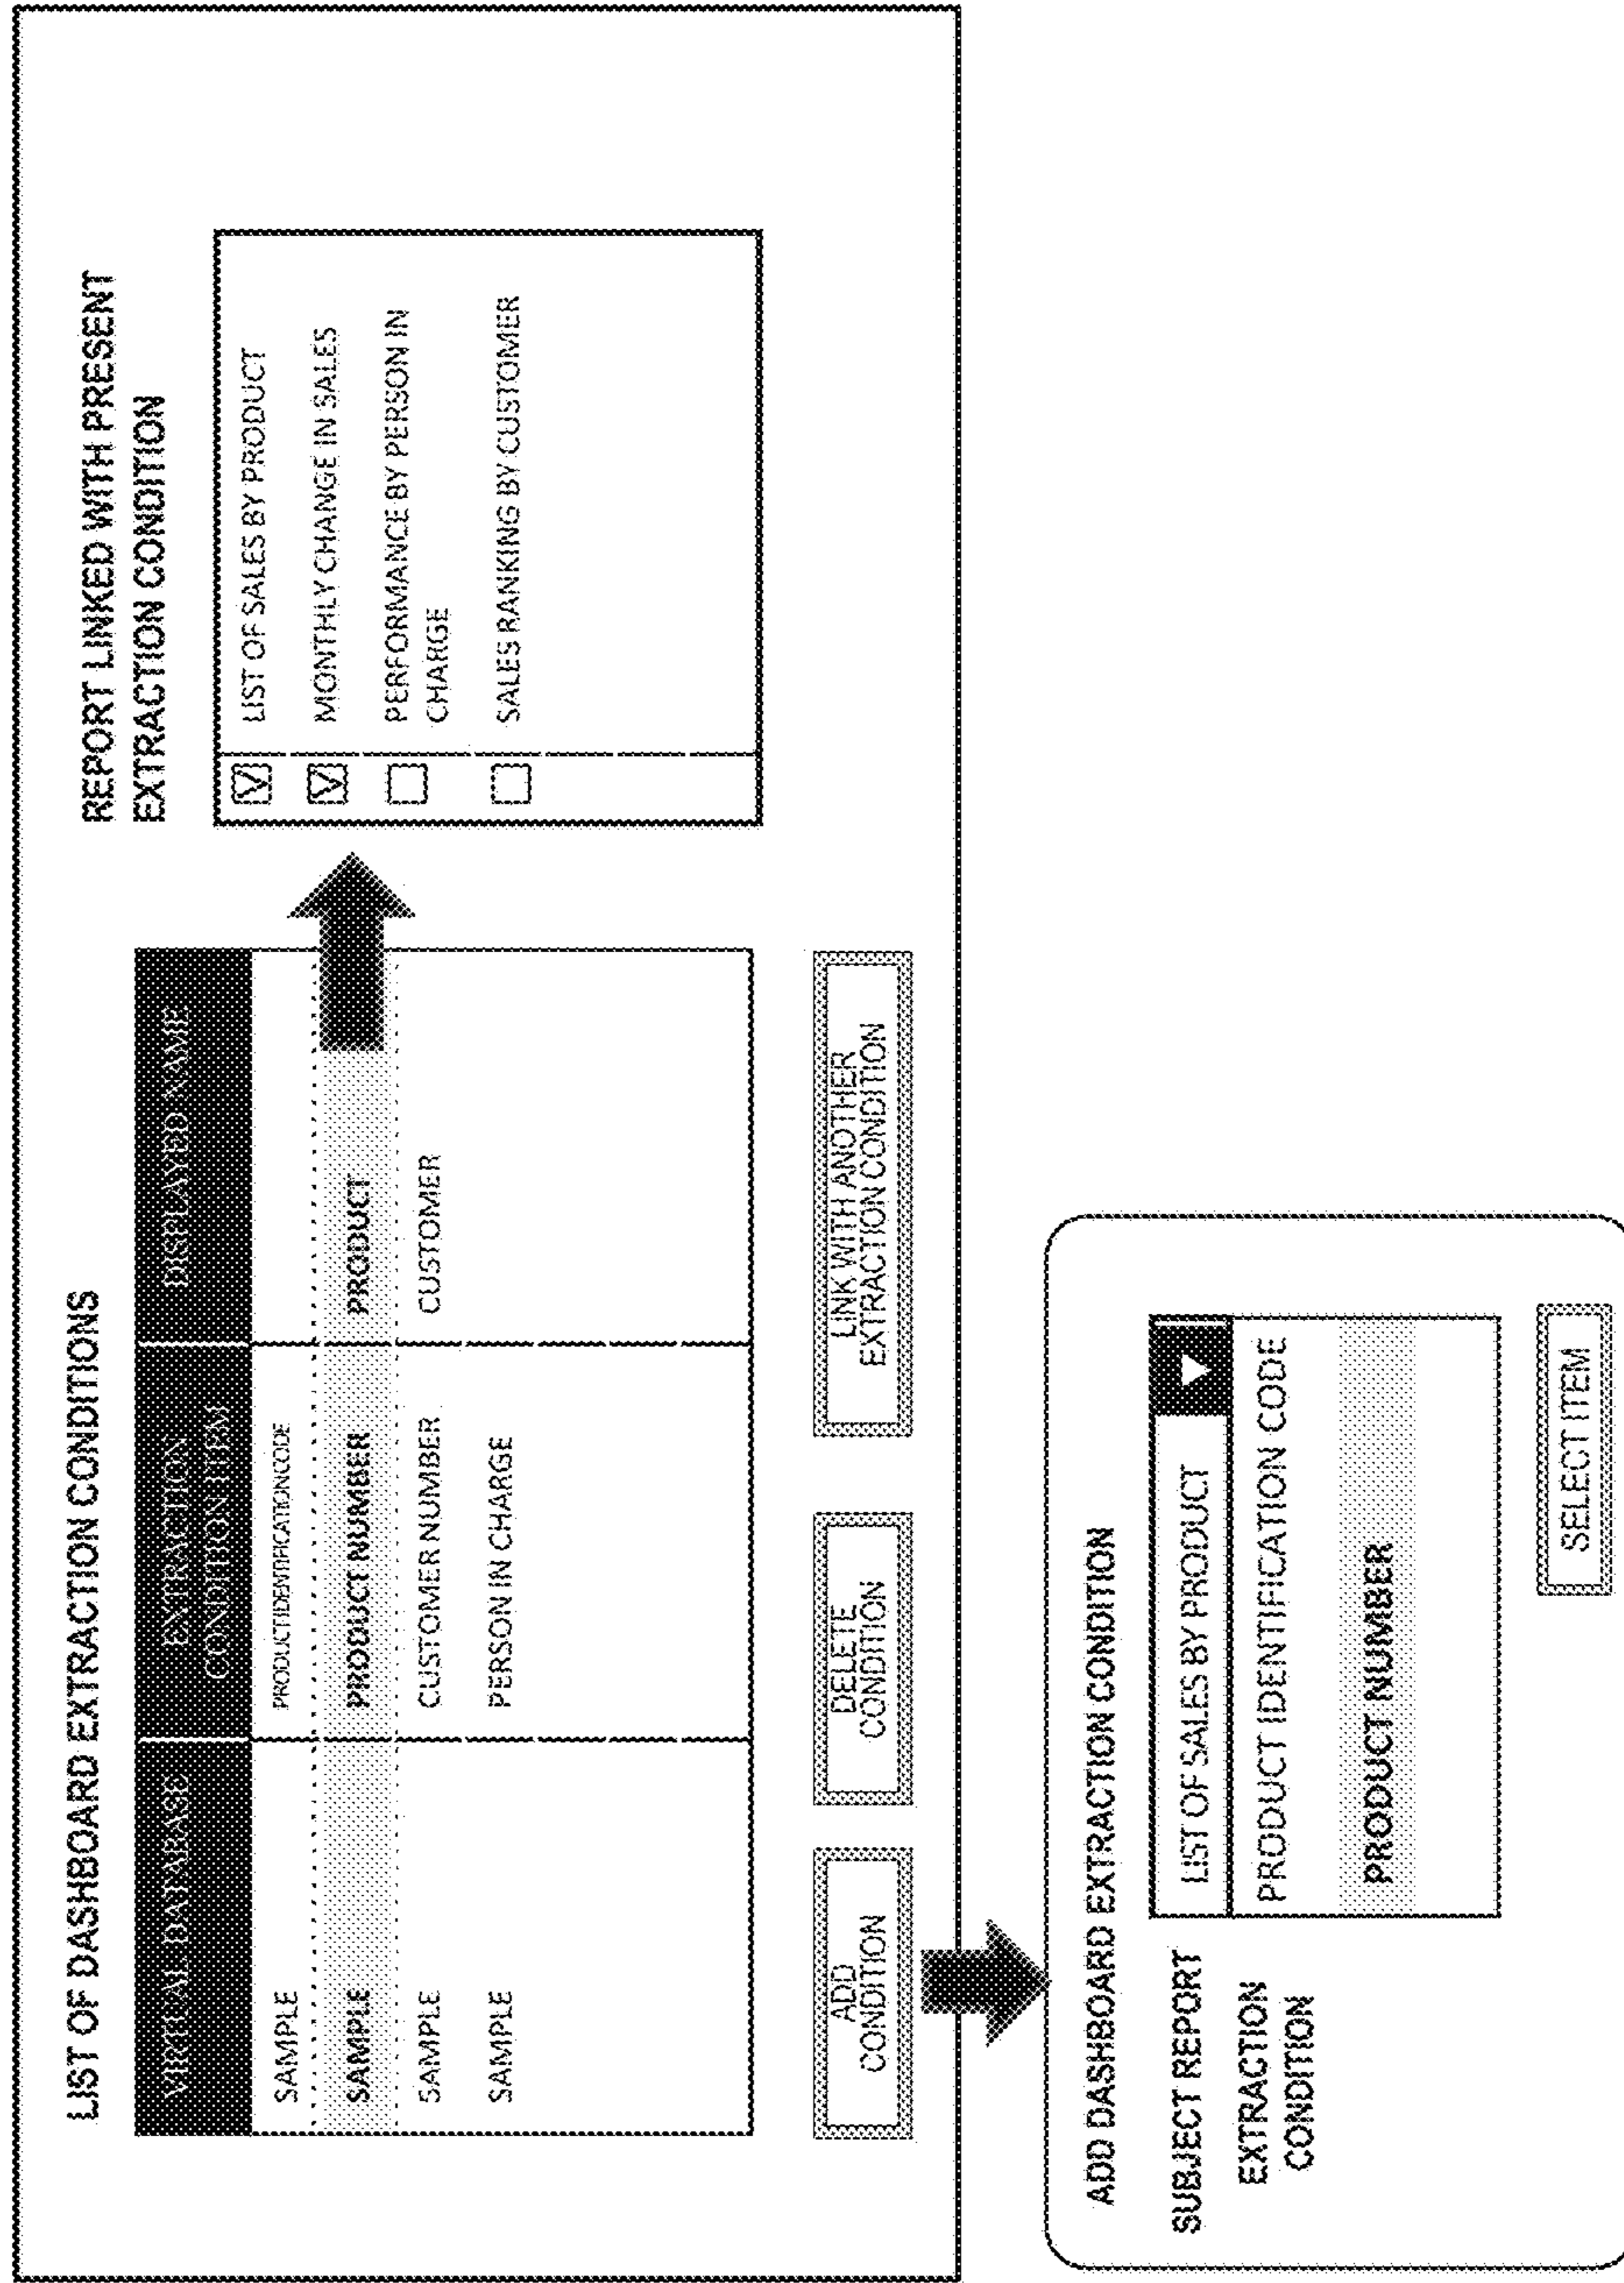 LIST OF DASHBOARD EXTRACTION CONDITIONS
VIRTUAL DATABASE
EXTRACTION
CONDITION ITEM
DISPLAYED NAME
SAMPLE
PRODUCT IDENTIFICATION CODE
SAMPLE
PRODUCT NUMBER
PRODUCT
SAMPLE
CUSTOMER NUMBER
CUSTOMER
SAMPLE
PERSON IN CHARGE
ADD
CONDITION
DELETE
CONDITION
LINK WITH ANOTHER
EXTRACTION CONDITION
REPORT LINKED WITH PRESENT
EXTRACTION CONDITION
LIST OF SALES BY PRODUCT
MONTHLY CHANGE IN SALES
PERFORMANCE BY PERSON IN
CHARGE
SALES RANKING BY CUSTOMER
ADD DASHBOARD EXTRACTION CONDITION
SUBJECT REPORT
LIST OF SALES BY PRODUCT
EXTRACTION
CONDITION
PRODUCT IDENTIFICATION CODE
PRODUCT NUMBER
SELECT ITEM